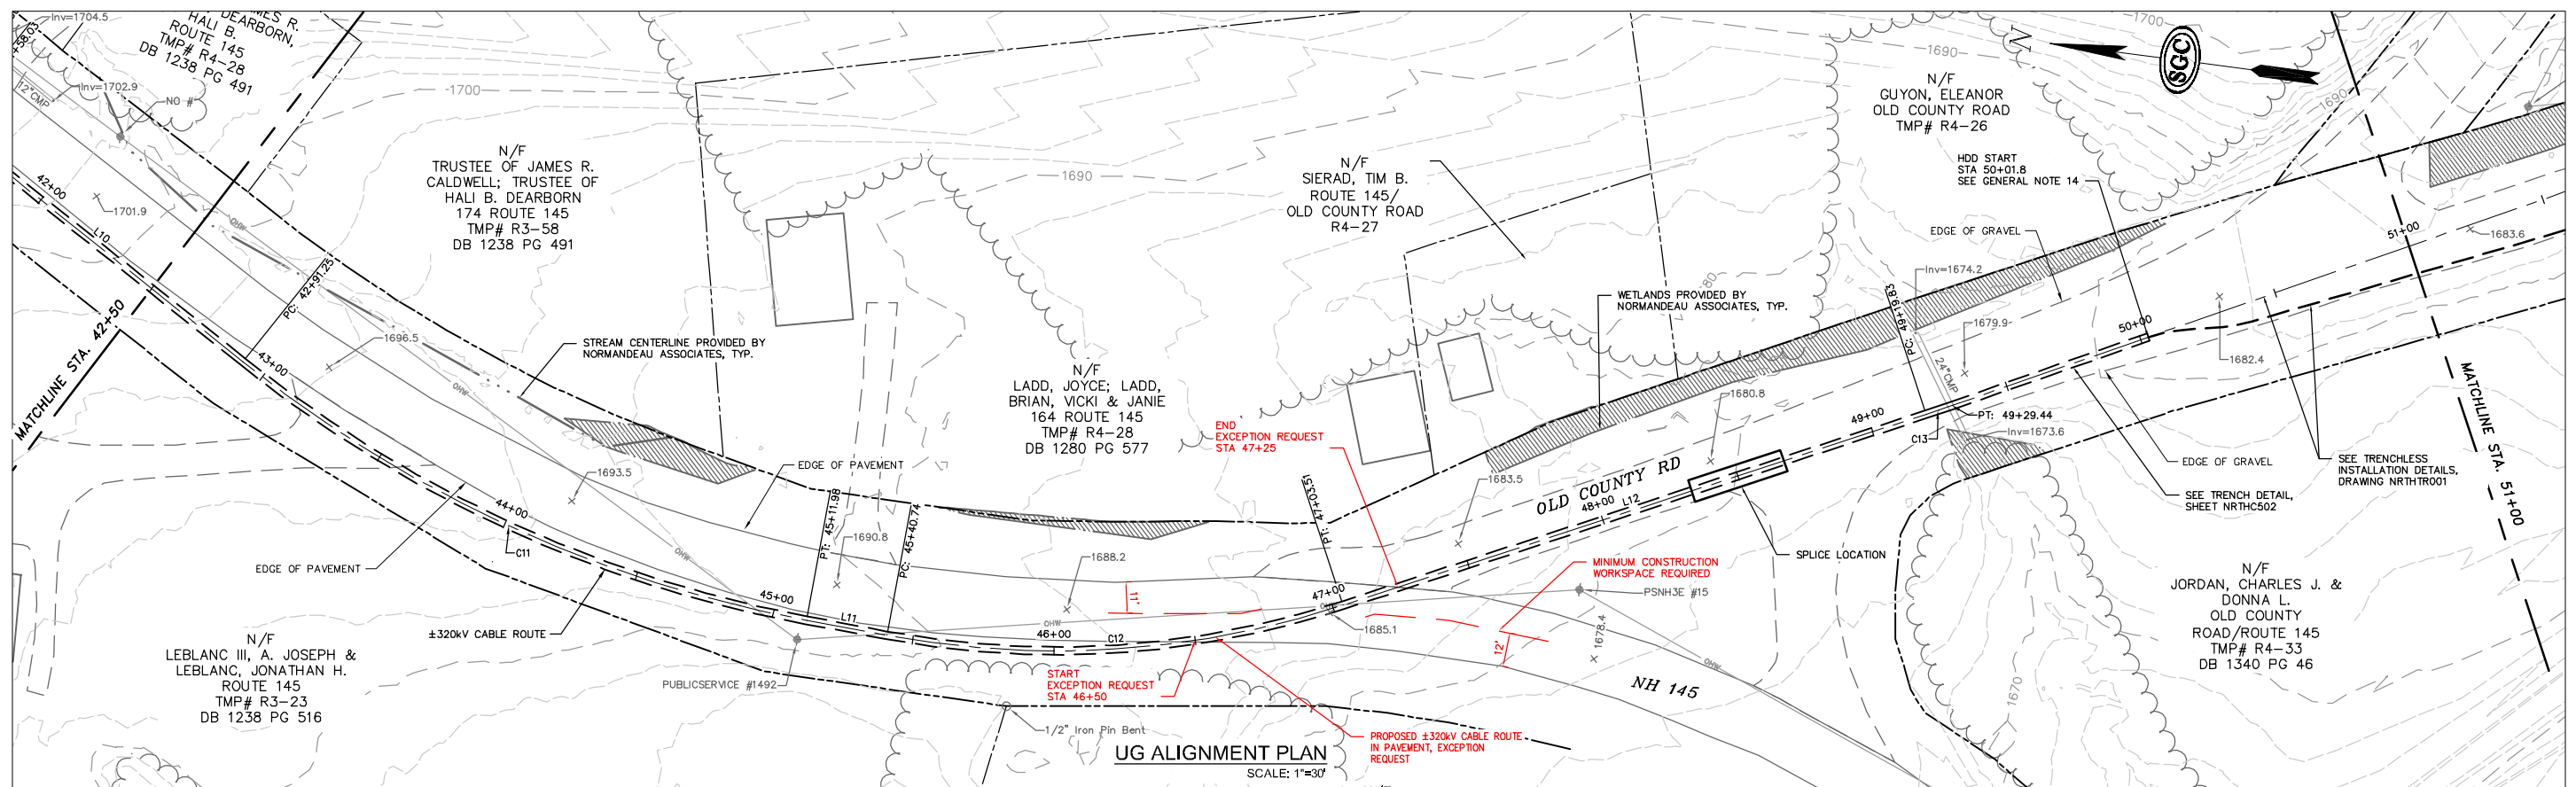 Inv=1704.5
+58.03
HALI B.
DEARBORN,
ROUTE 145
TMP# R4-28
DB 1238 PG 491
12"CMP
Inv=1702.9
NO #
42+00
1701.9
L10
OHW
MATCHLINE STA. 42+50
PC: 42+91.25
43+00
1696.5
1700
N/F
TRUSTEE OF JAMES R.
CALDWELL; TRUSTEE OF
HALI B. DEARBORN
174 ROUTE 145
TMP# R3-58
DB 1238 PG 491
STREAM CENTERLINE PROVIDED BY
NORMANDEAU ASSOCIATES, TYP.
OHW
1693.5
44+00
C11
EDGE OF PAVEMENT
±320kV CABLE ROUTE
N/F
LEBLANC III, A. JOSEPH &
LEBLANC, JONATHAN H.
ROUTE 145
TMP# R3-23
DB 1238 PG 516
OHW
EDGE OF PAVEMENT
PT: 45+11.98
1690.8
PC: 45+40.74
45+00
L11
PUBLICSERVICE #1492
1690
N/F
LADD, JOYCE; LADD,
BRIAN, VICKI & JANIE
164 ROUTE 145
TMP# R4-28
DB 1280 PG 577
1688.2
11'
OHW
46+00
C12
START
EXCEPTION REQUEST
STA 46+50
1/2" Iron Pin Bent
UG ALIGNMENT PLAN
SCALE: 1"=30'
END
EXCEPTION REQUEST
STA 47+25
PT: 47+03.51
47+00
OHW
1685.1
N/F
SIERAD, TIM B.
ROUTE 145/
OLD COUNTY ROAD
R4-27
WETLANDS PROVIDED BY
NORMANDEAU ASSOCIATES, TYP.
80
1680.8
1683.5
OLD COUNTY RD
48+00
L12
SPLICE LOCATION
MINIMUM CONSTRUCTION
WORKSPACE REQUIRED
PSNH3E #15
1678.4
12'
NH 145
OHW
PROPOSED ±320kV CABLE ROUTE
IN PAVEMENT, EXCEPTION
REQUEST
1690
1700
N
SGC
N/F
GUYON, ELEANOR
OLD COUNTY ROAD
TMP# R4-26
HDD START
STA 50+01.8
SEE GENERAL NOTE 14
EDGE OF GRAVEL
Inv=1674.2
PC: 49+19.83
1679.9
24"CMP
49+00
PT: 49+29.44
C13
Inv=1673.6
50+00
1682.4
1690
51+00
1683.6
EDGE OF GRAVEL
SEE TRENCH DETAIL,
SHEET NRTHC502
SEE TRENCHLESS
INSTALLATION DETAILS,
DRAWING NRTHTR001
MATCHLINE STA. 51+00
1670
N/F
JORDAN, CHARLES J. &
DONNA L.
OLD COUNTY
ROAD/ROUTE 145
TMP# R4-33
DB 1340 PG 46